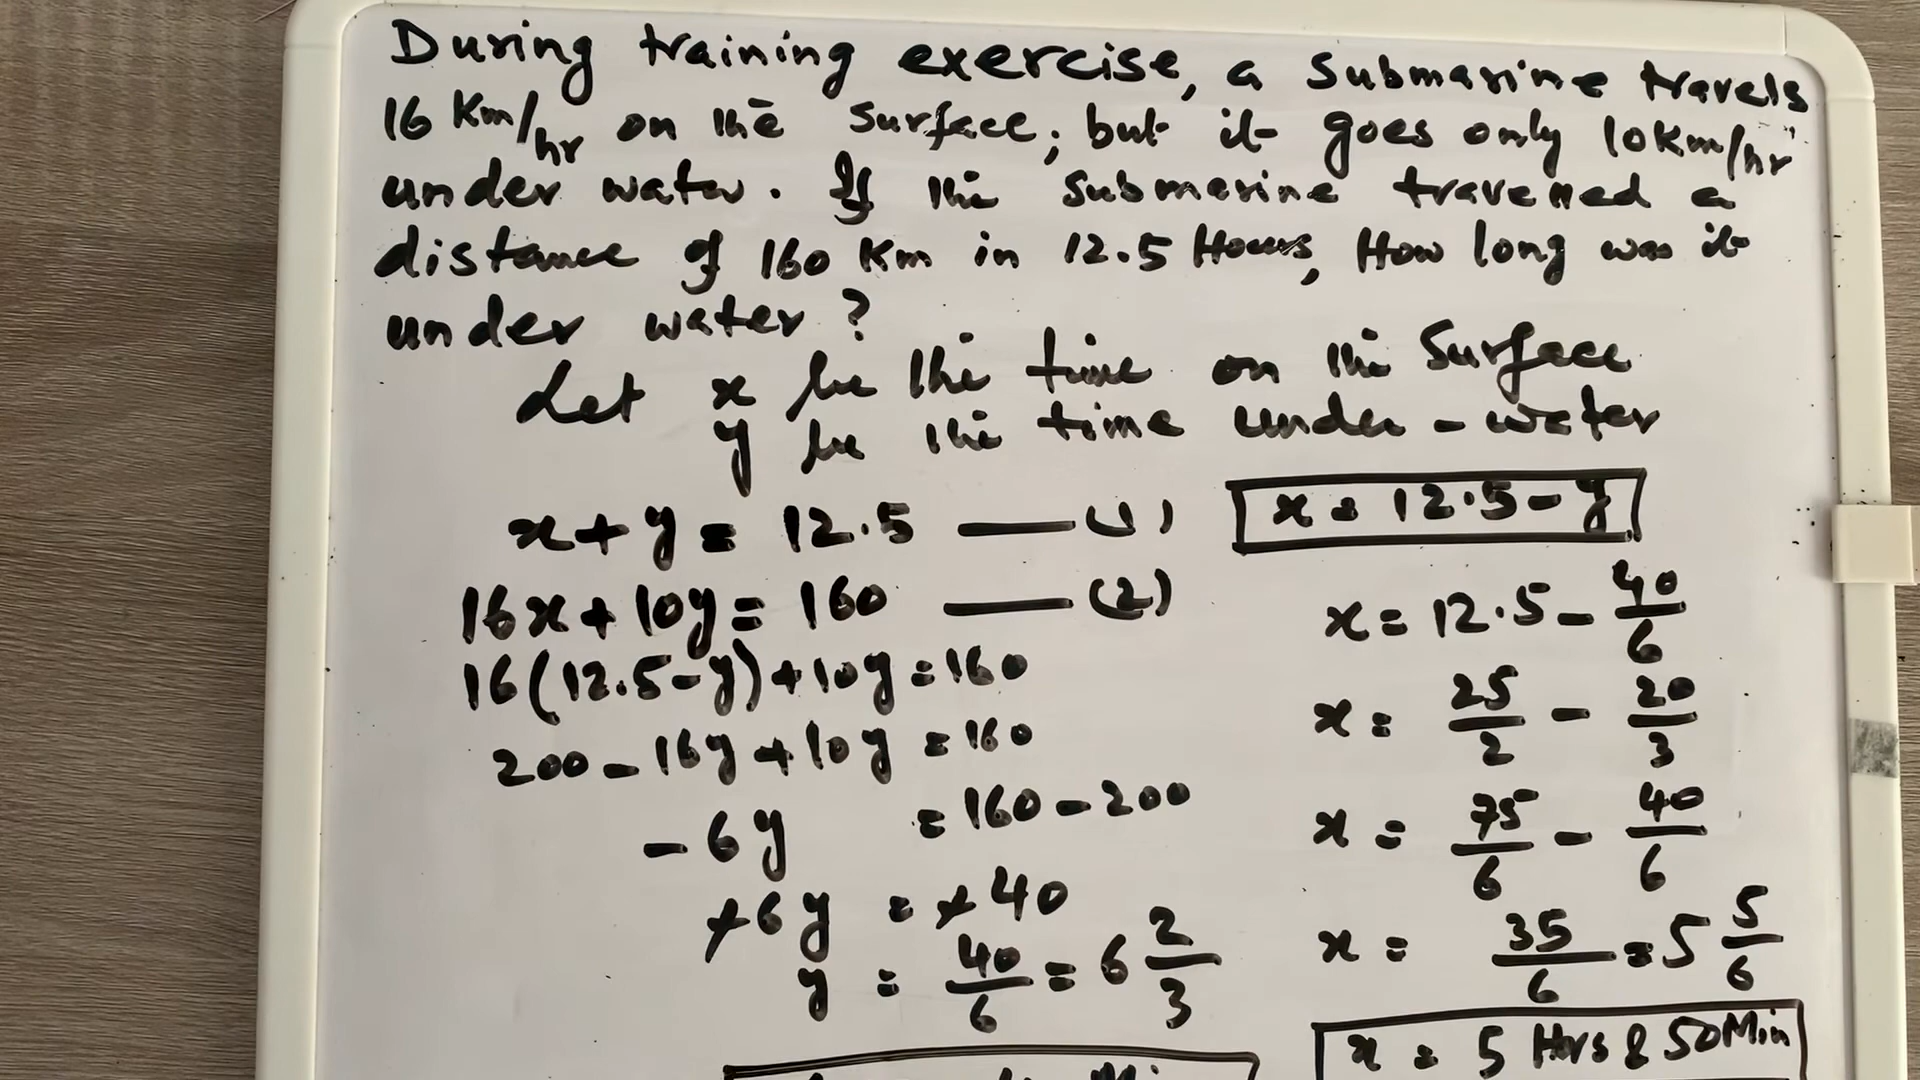 During training exercise, a submarine travels
16 Km/hr on the surface, but it goes only 10Km/hr
under water. If the submarine travelled a
distance of 160 Km in 12.5 Hours, How long was it
under water?
Let x be the time on the surface
y be the time under-water
x+y = 12.5 — (1)
x = 12.5-y
16x+10y = 160 — (2)
16(12.5-y)+10y = 160
200-16y+10y = 160
-6y = 160-200
+6y = +40
y = 40/6 = 6 2/3
x = 12.5 - 40/6
x = 25/2 - 20/3
x = 75/6 - 40/6
x = 35/6 = 5 5/6
x = 5 Hrs & 50 Min